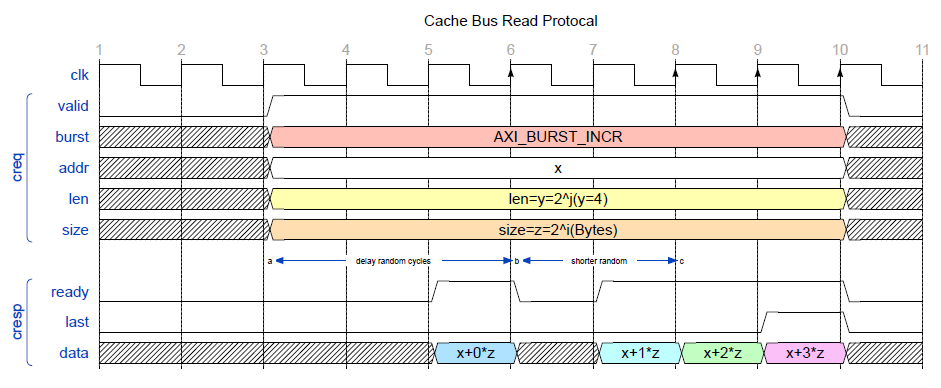 Cache Bus Read Protocal
1 2 3 4 5 6 7 8 9 10 11
clk
creq
valid
burst AXI_BURST_INCR
addr x
len len=y=2^j(y=4)
size size=z=2^i(Bytes)
a delay random cycles b shorter random c
cresp
ready
last
data x+0*z x+1*z x+2*z x+3*z